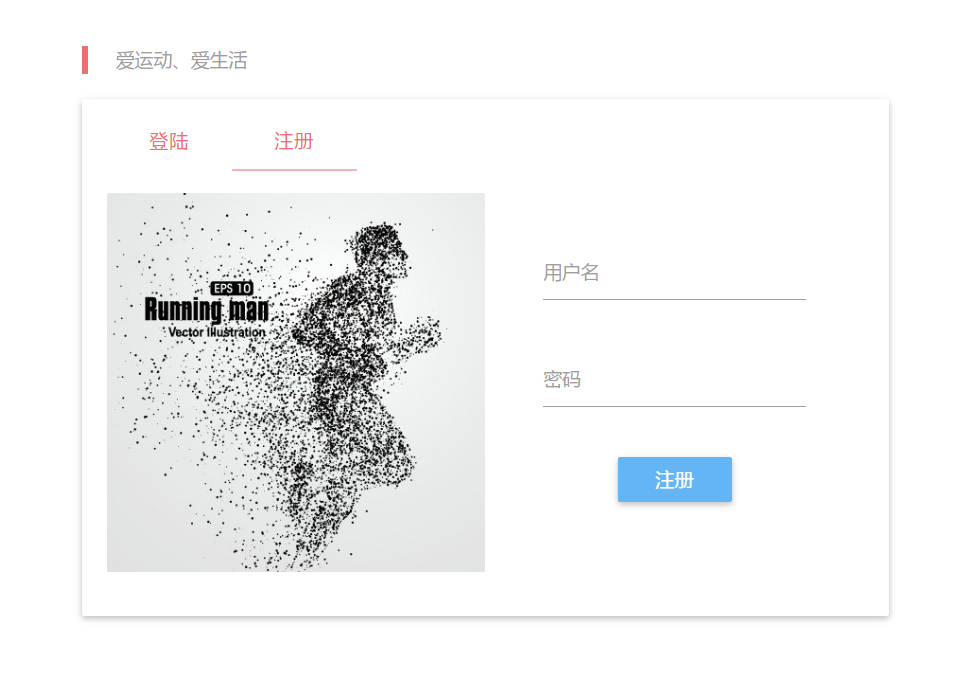 爱运动、爱生活
登陆 注册
EPS 10
Running man
Vector Illustration
用户名
密码
注册